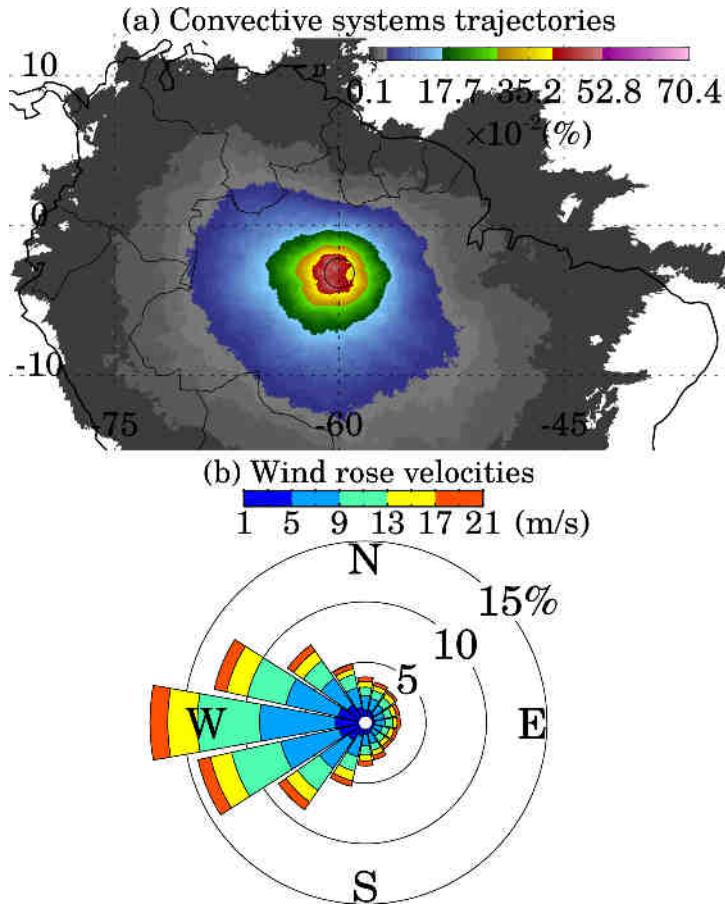 (a) Convective systems trajectories
10
0.1 17.7 35.2 52.8 70.4
×10⁻²(%)
0
-10
-75 -60 -45
(b) Wind rose velocities
1 5 9 13 17 21 (m/s)
N
15%
10
5
W E
S